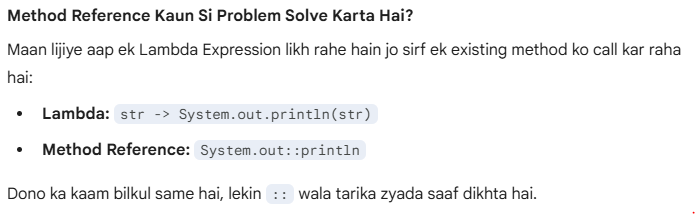 Method Reference Kaun Si Problem Solve Karta Hai?
Maan lijiye aap ek Lambda Expression likh rahe hain jo sirf ek existing method ko call kar raha
hai:
• Lambda: str -> System.out.println(str)
• Method Reference: System.out::println
Dono ka kaam bilkul same hai, lekin :: wala tarika zyada saaf dikhta hai.